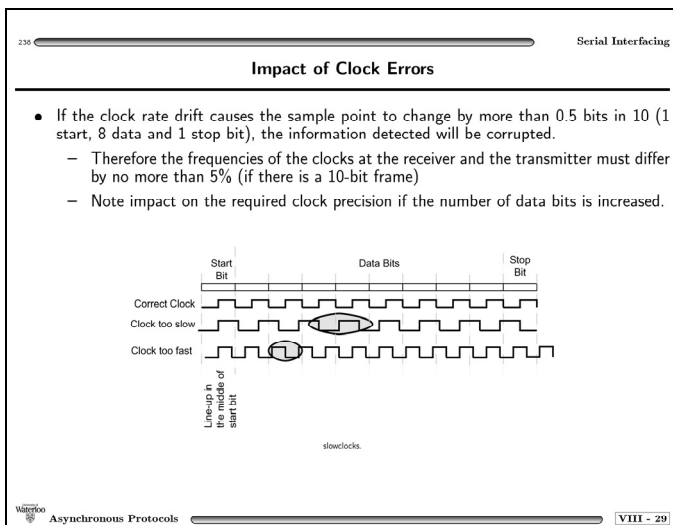 238 Serial Interfacing
Impact of Clock Errors
• If the clock rate drift causes the sample point to change by more than 0.5 bits in 10 (1
start, 8 data and 1 stop bit), the information detected will be corrupted.
– Therefore the frequencies of the clocks at the receiver and the transmitter must differ
by no more than 5% (if there is a 10-bit frame)
– Note impact on the required clock precision if the number of data bits is increased.
Start
Bit
Data Bits
Stop
Bit
Correct Clock
Clock too slow
Clock too fast
Line-up in
the middle of
start bit
slowclocks.
Waterloo
Asynchronous Protocols VIII - 29